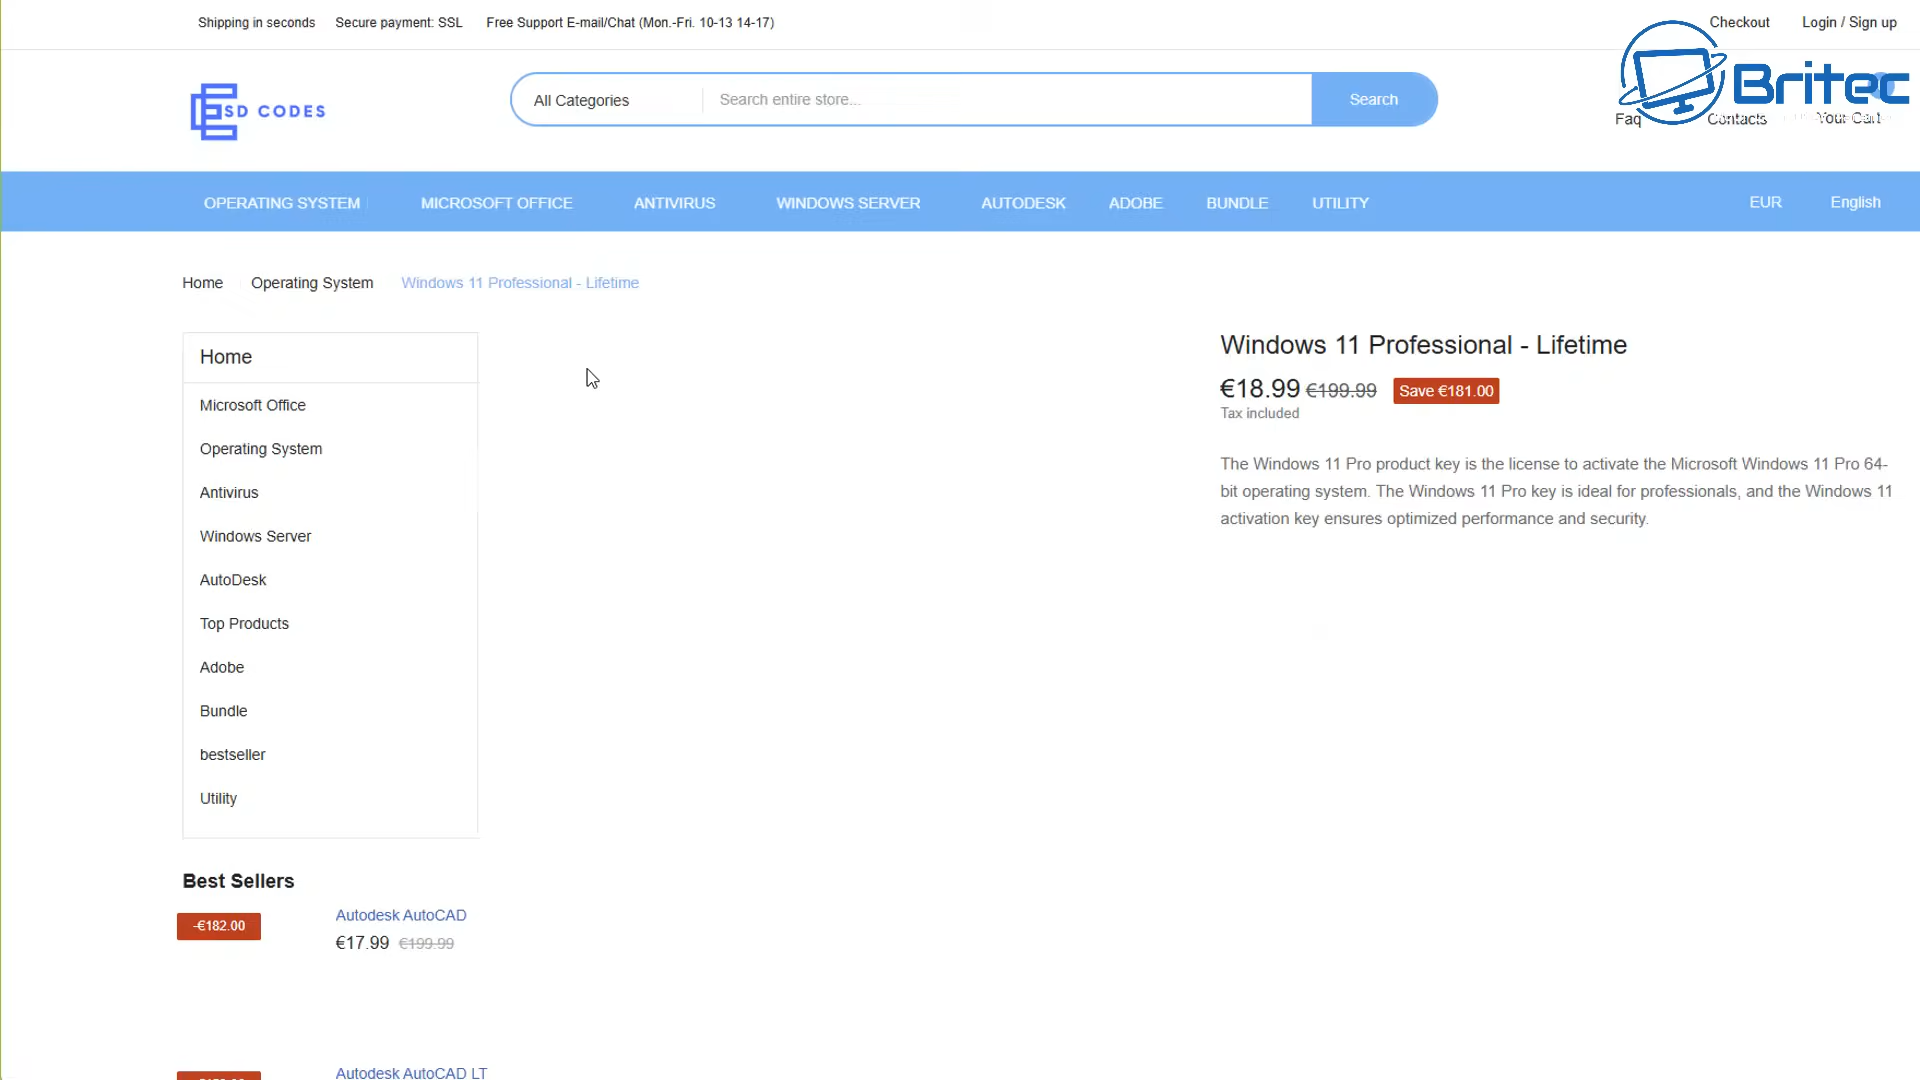 Shipping in seconds Secure payment: SSL Free Support E-mail/Chat (Mon.-Fri. 10-13 14-17) Checkout Login / Sign up
ESD CODES
All Categories Search entire store... Search
Britec
Faq Contacts Your Cart
OPERATING SYSTEM MICROSOFT OFFICE ANTIVIRUS WINDOWS SERVER AUTODESK ADOBE BUNDLE UTILITY EUR English
Home Operating System Windows 11 Professional - Lifetime
Home
Microsoft Office
Operating System
Antivirus
Windows Server
AutoDesk
Top Products
Adobe
Bundle
bestseller
Utility
Windows 11 Professional - Lifetime
€18.99 €199.99 Save €181.00
Tax included
The Windows 11 Pro product key is the license to activate the Microsoft Windows 11 Pro 64-
bit operating system. The Windows 11 Pro key is ideal for professionals, and the Windows 11
activation key ensures optimized performance and security.
Best Sellers
-€182.00 Autodesk AutoCAD
€17.99 €199.99
Autodesk AutoCAD LT